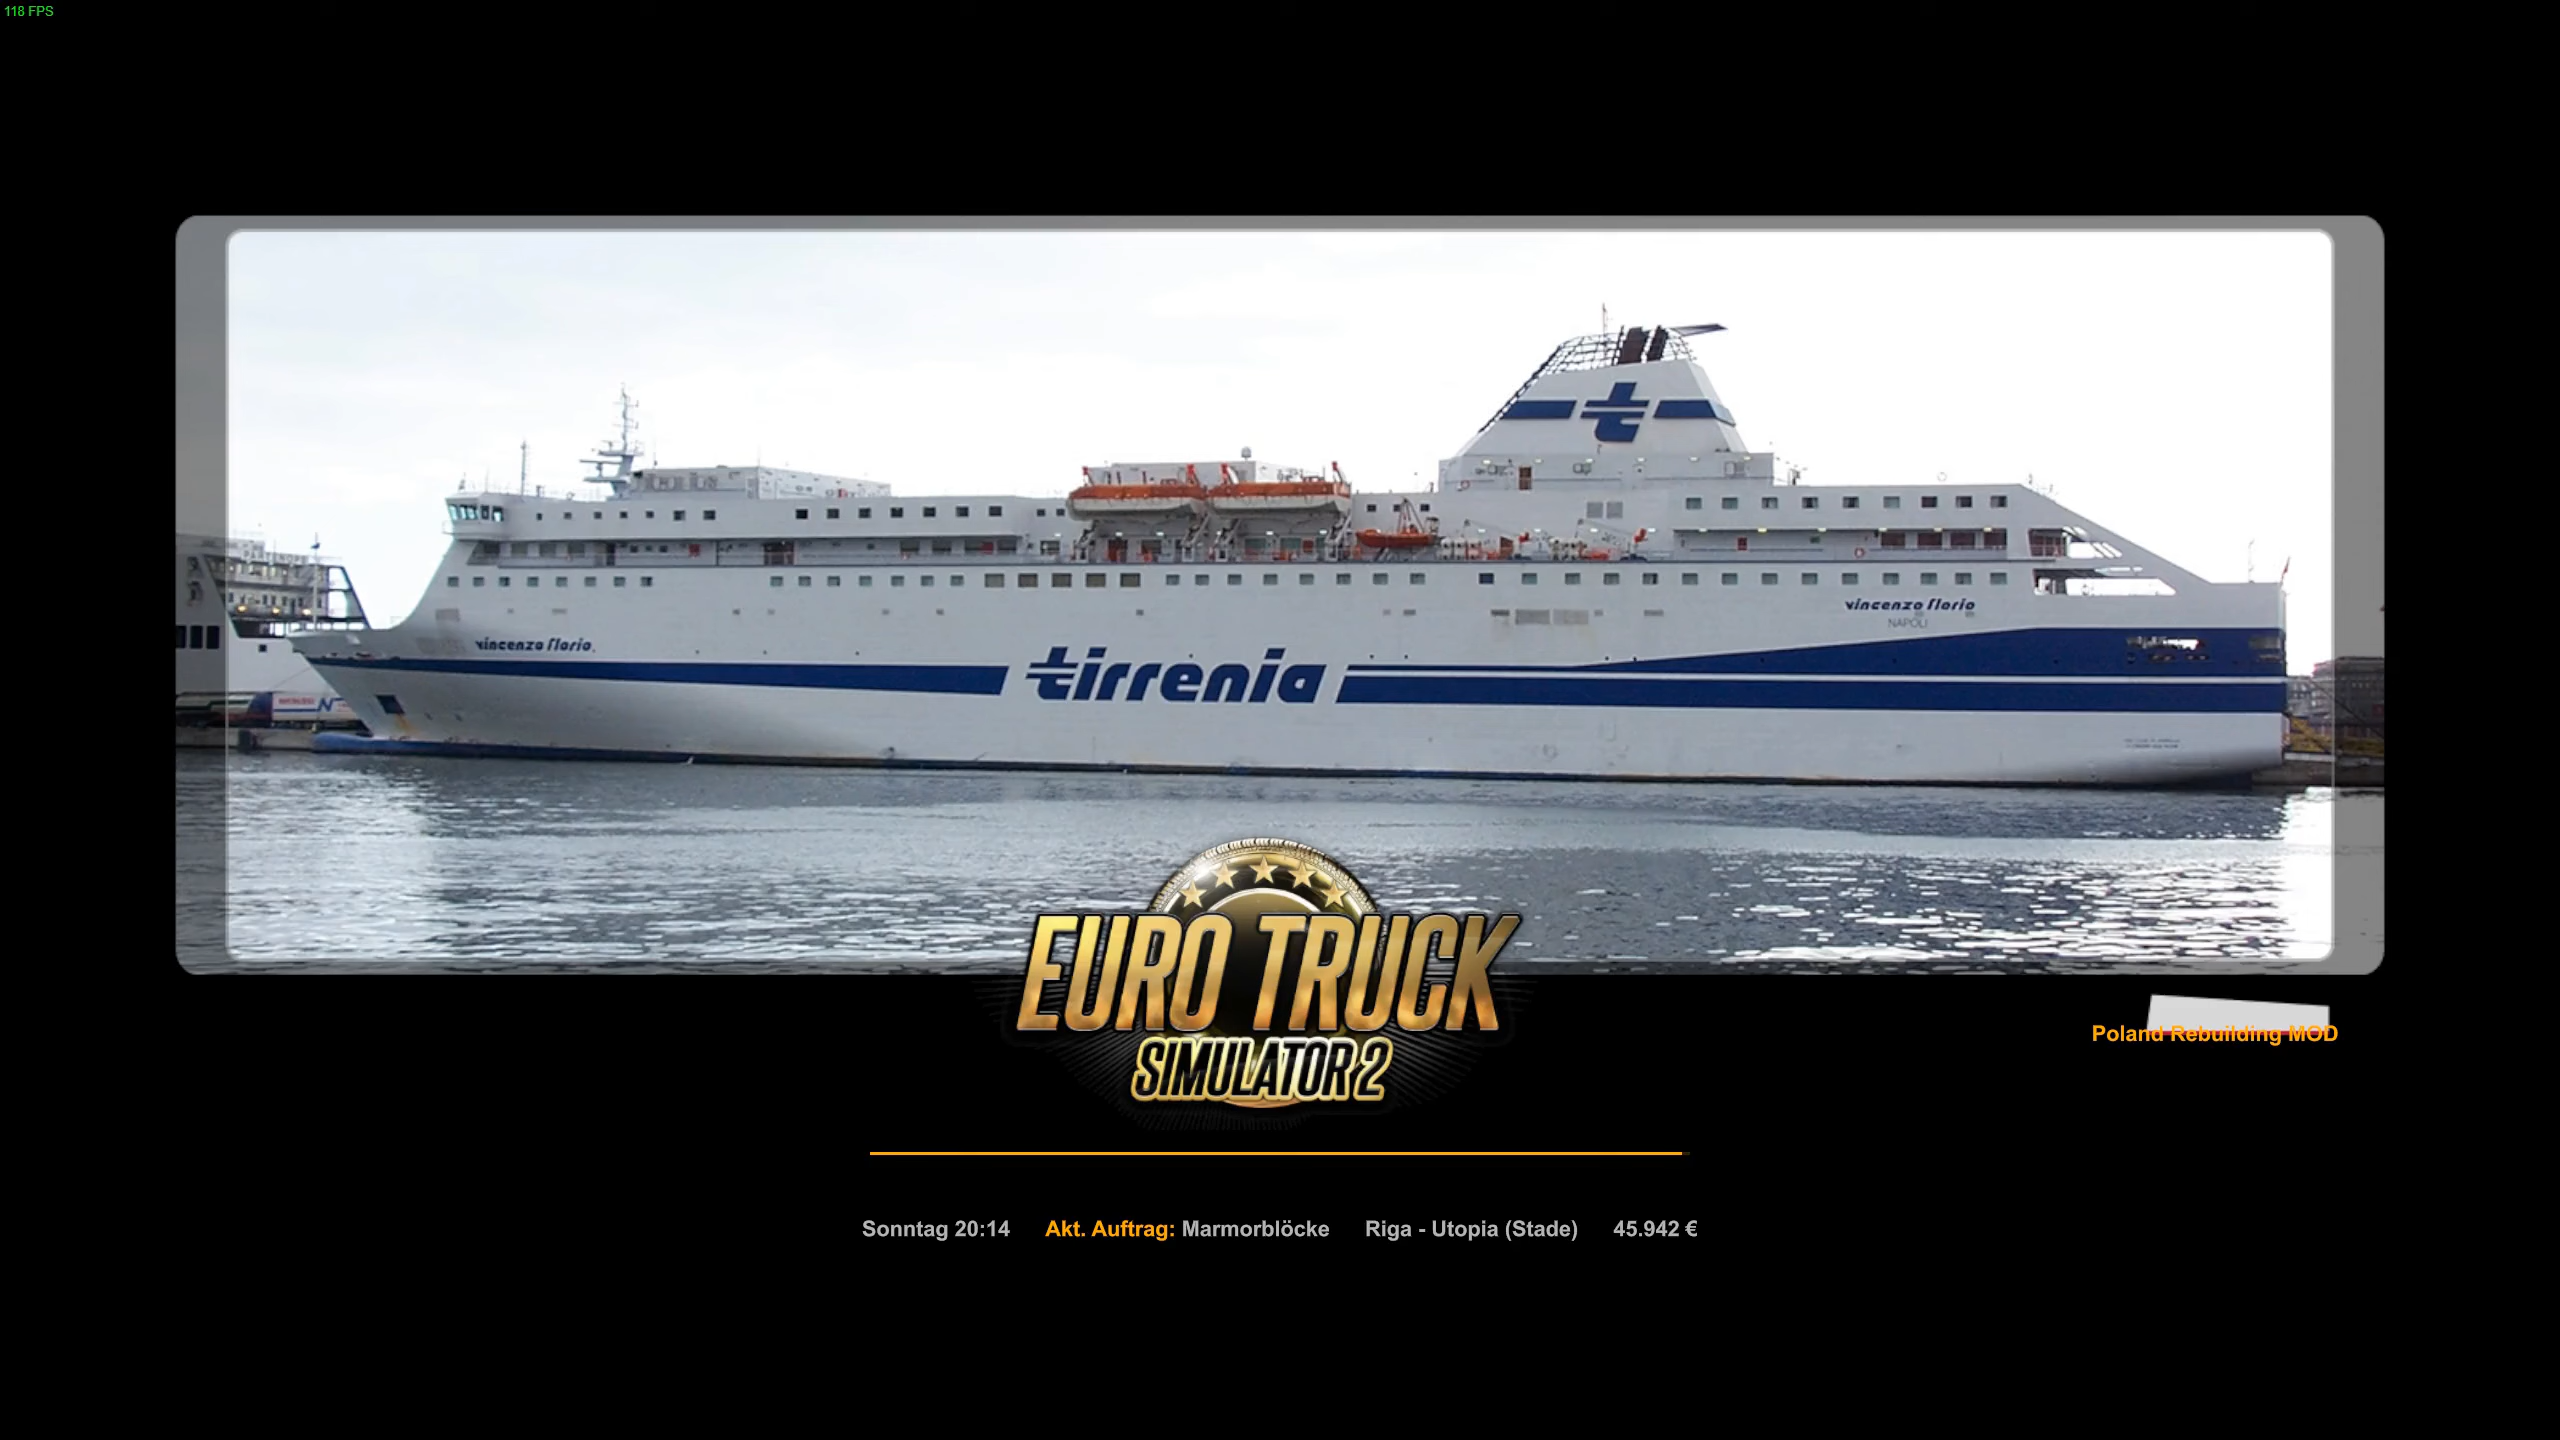 118 FPS
vincenzo florio
NAPOLI
vincenzo florio
tirrenia
EURO TRUCK
SIMULATOR 2
Poland Rebuilding MOD
Sonntag 20:14 Akt. Auftrag: Marmorblöcke Riga - Utopia (Stade) 45.942 €